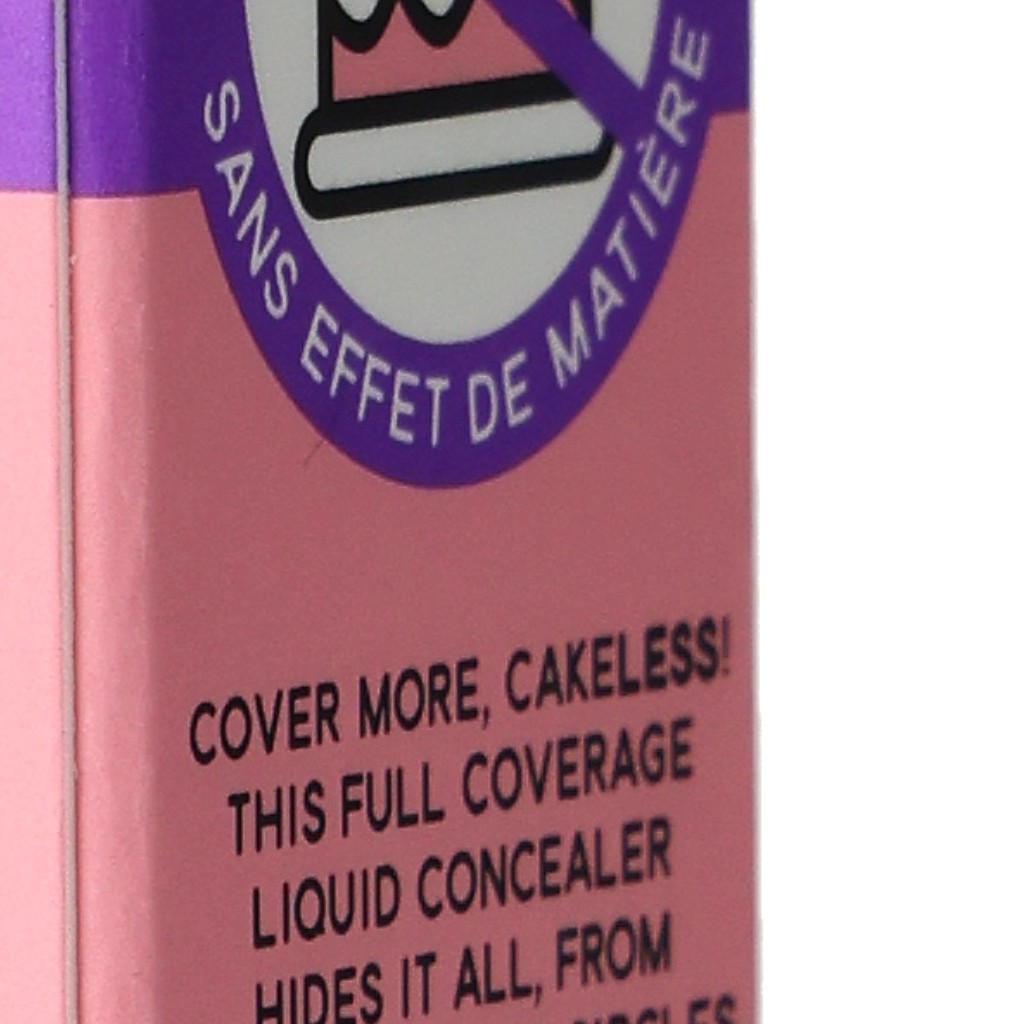 SANS EFFET DE MATIÈRE
COVER MORE, CAKELESS!
THIS FULL COVERAGE
LIQUID CONCEALER
HIDES IT ALL, FROM